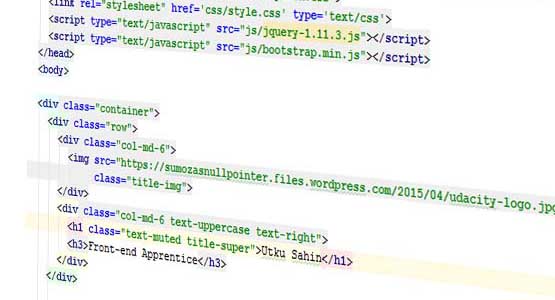 <link rel="stylesheet" href='css/style.css' type='text/css'>
<script type="text/javascript" src="js/jquery-1.11.3.js"></script>
<script type="text/javascript" src="js/bootstrap.min.js"></script>
</head>
<body>
<div class="container">
<div class="row">
<div class="col-md-6">
<img src="https://sumozasnullpointer.files.wordpress.com/2015/04/udacity-logo.jpg
class="title-img">
</div>
<div class="col-md-6 text-uppercase text-right">
<h1 class="text-muted title-super">Utku Sahin</h1>
<h3>Front-end Apprentice</h3>
</div>
</div>